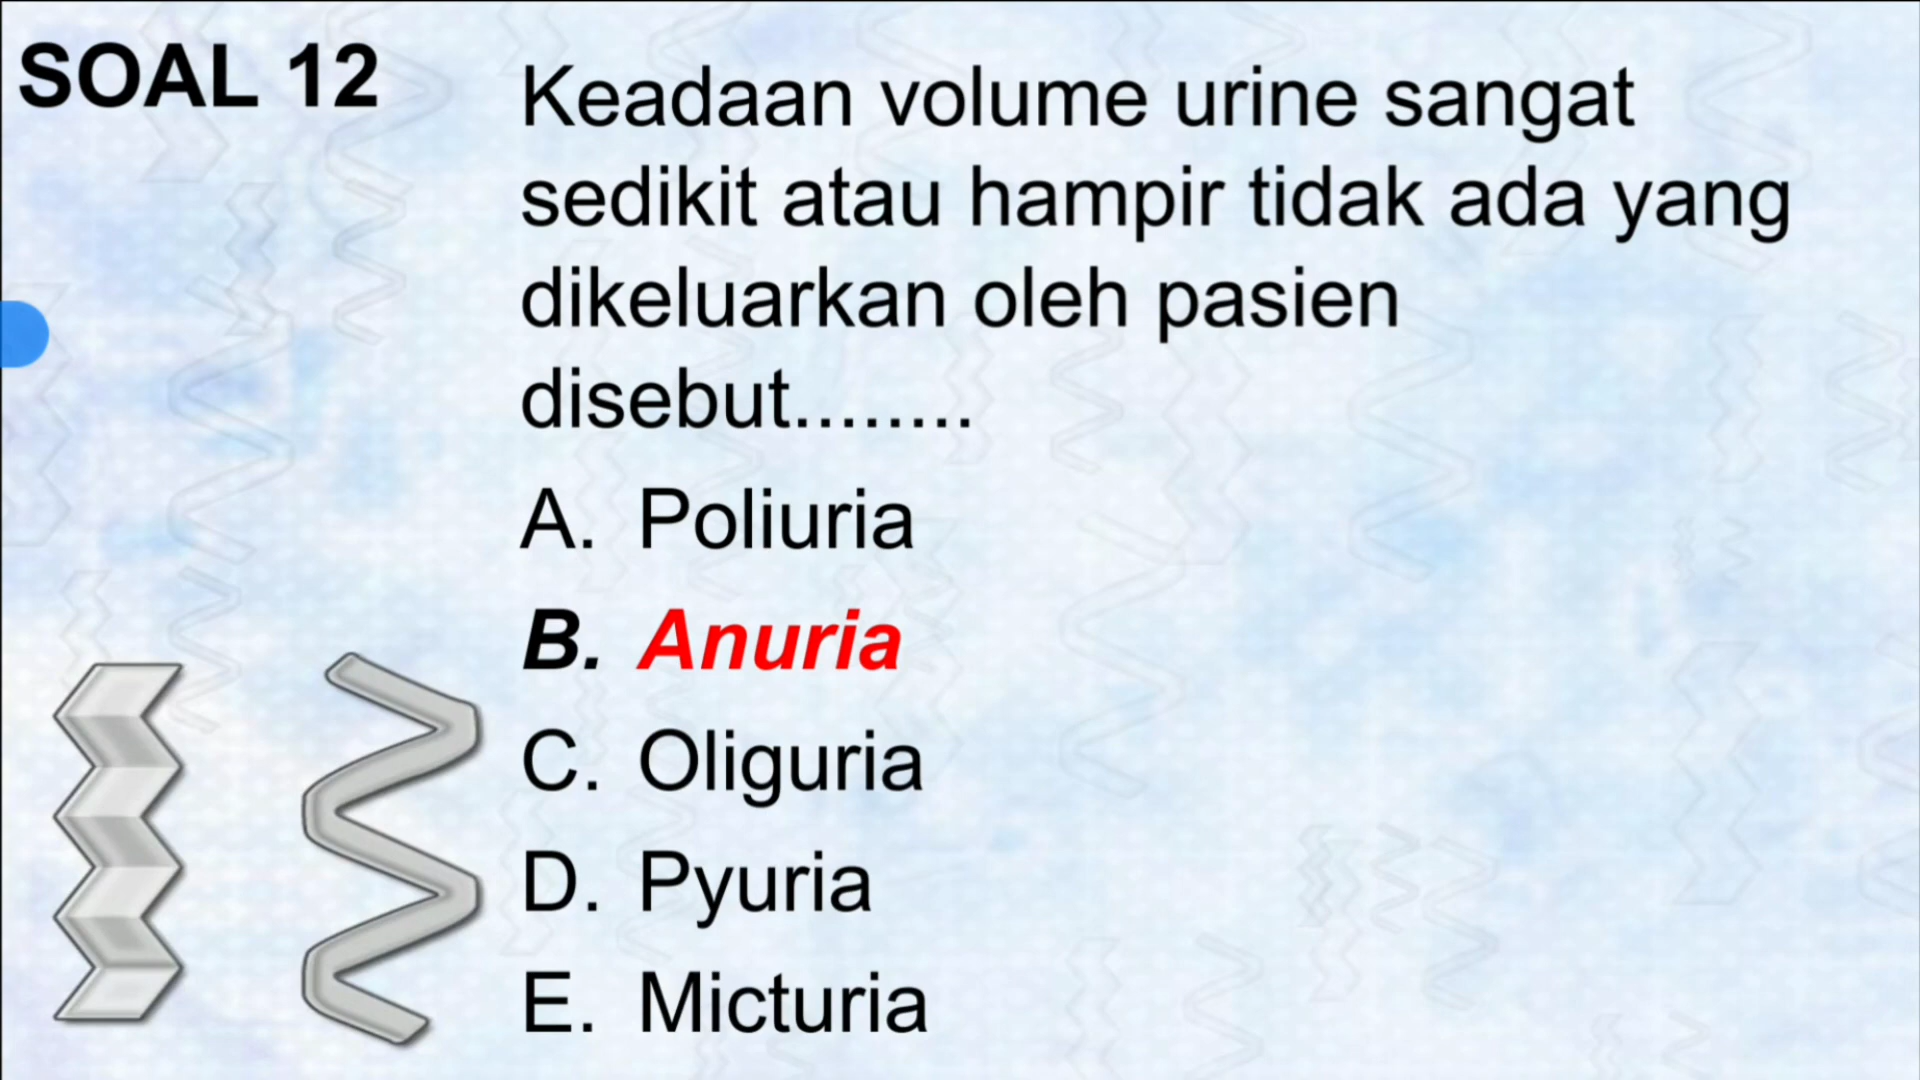 SOAL 12
Keadaan volume urine sangat
sedikit atau hampir tidak ada yang
dikeluarkan oleh pasien
disebut........
A. Poliuria
B. Anuria
C. Oliguria
D. Pyuria
E. Micturia